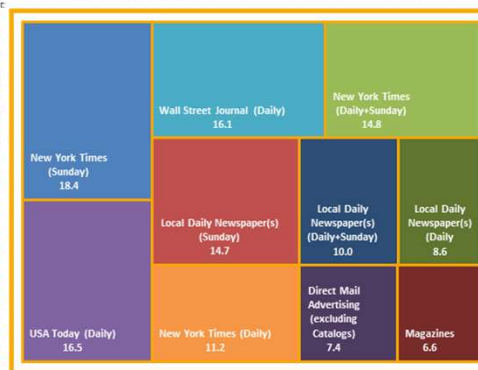 New York Times
(Sunday)
18.4
Wall Street Journal (Daily)
16.1
New York Times
(Daily+Sunday)
14.8
Local Daily Newspaper(s)
(Sunday)
14.7
Local Daily
Newspaper(s)
(Daily+Sunday)
10.0
Local Daily
Newspaper(s)
(Daily
8.6
USA Today (Daily)
16.5
New York Times (Daily)
11.2
Direct Mail
Advertising
(excluding
Catalogs)
7.4
Magazines
6.6